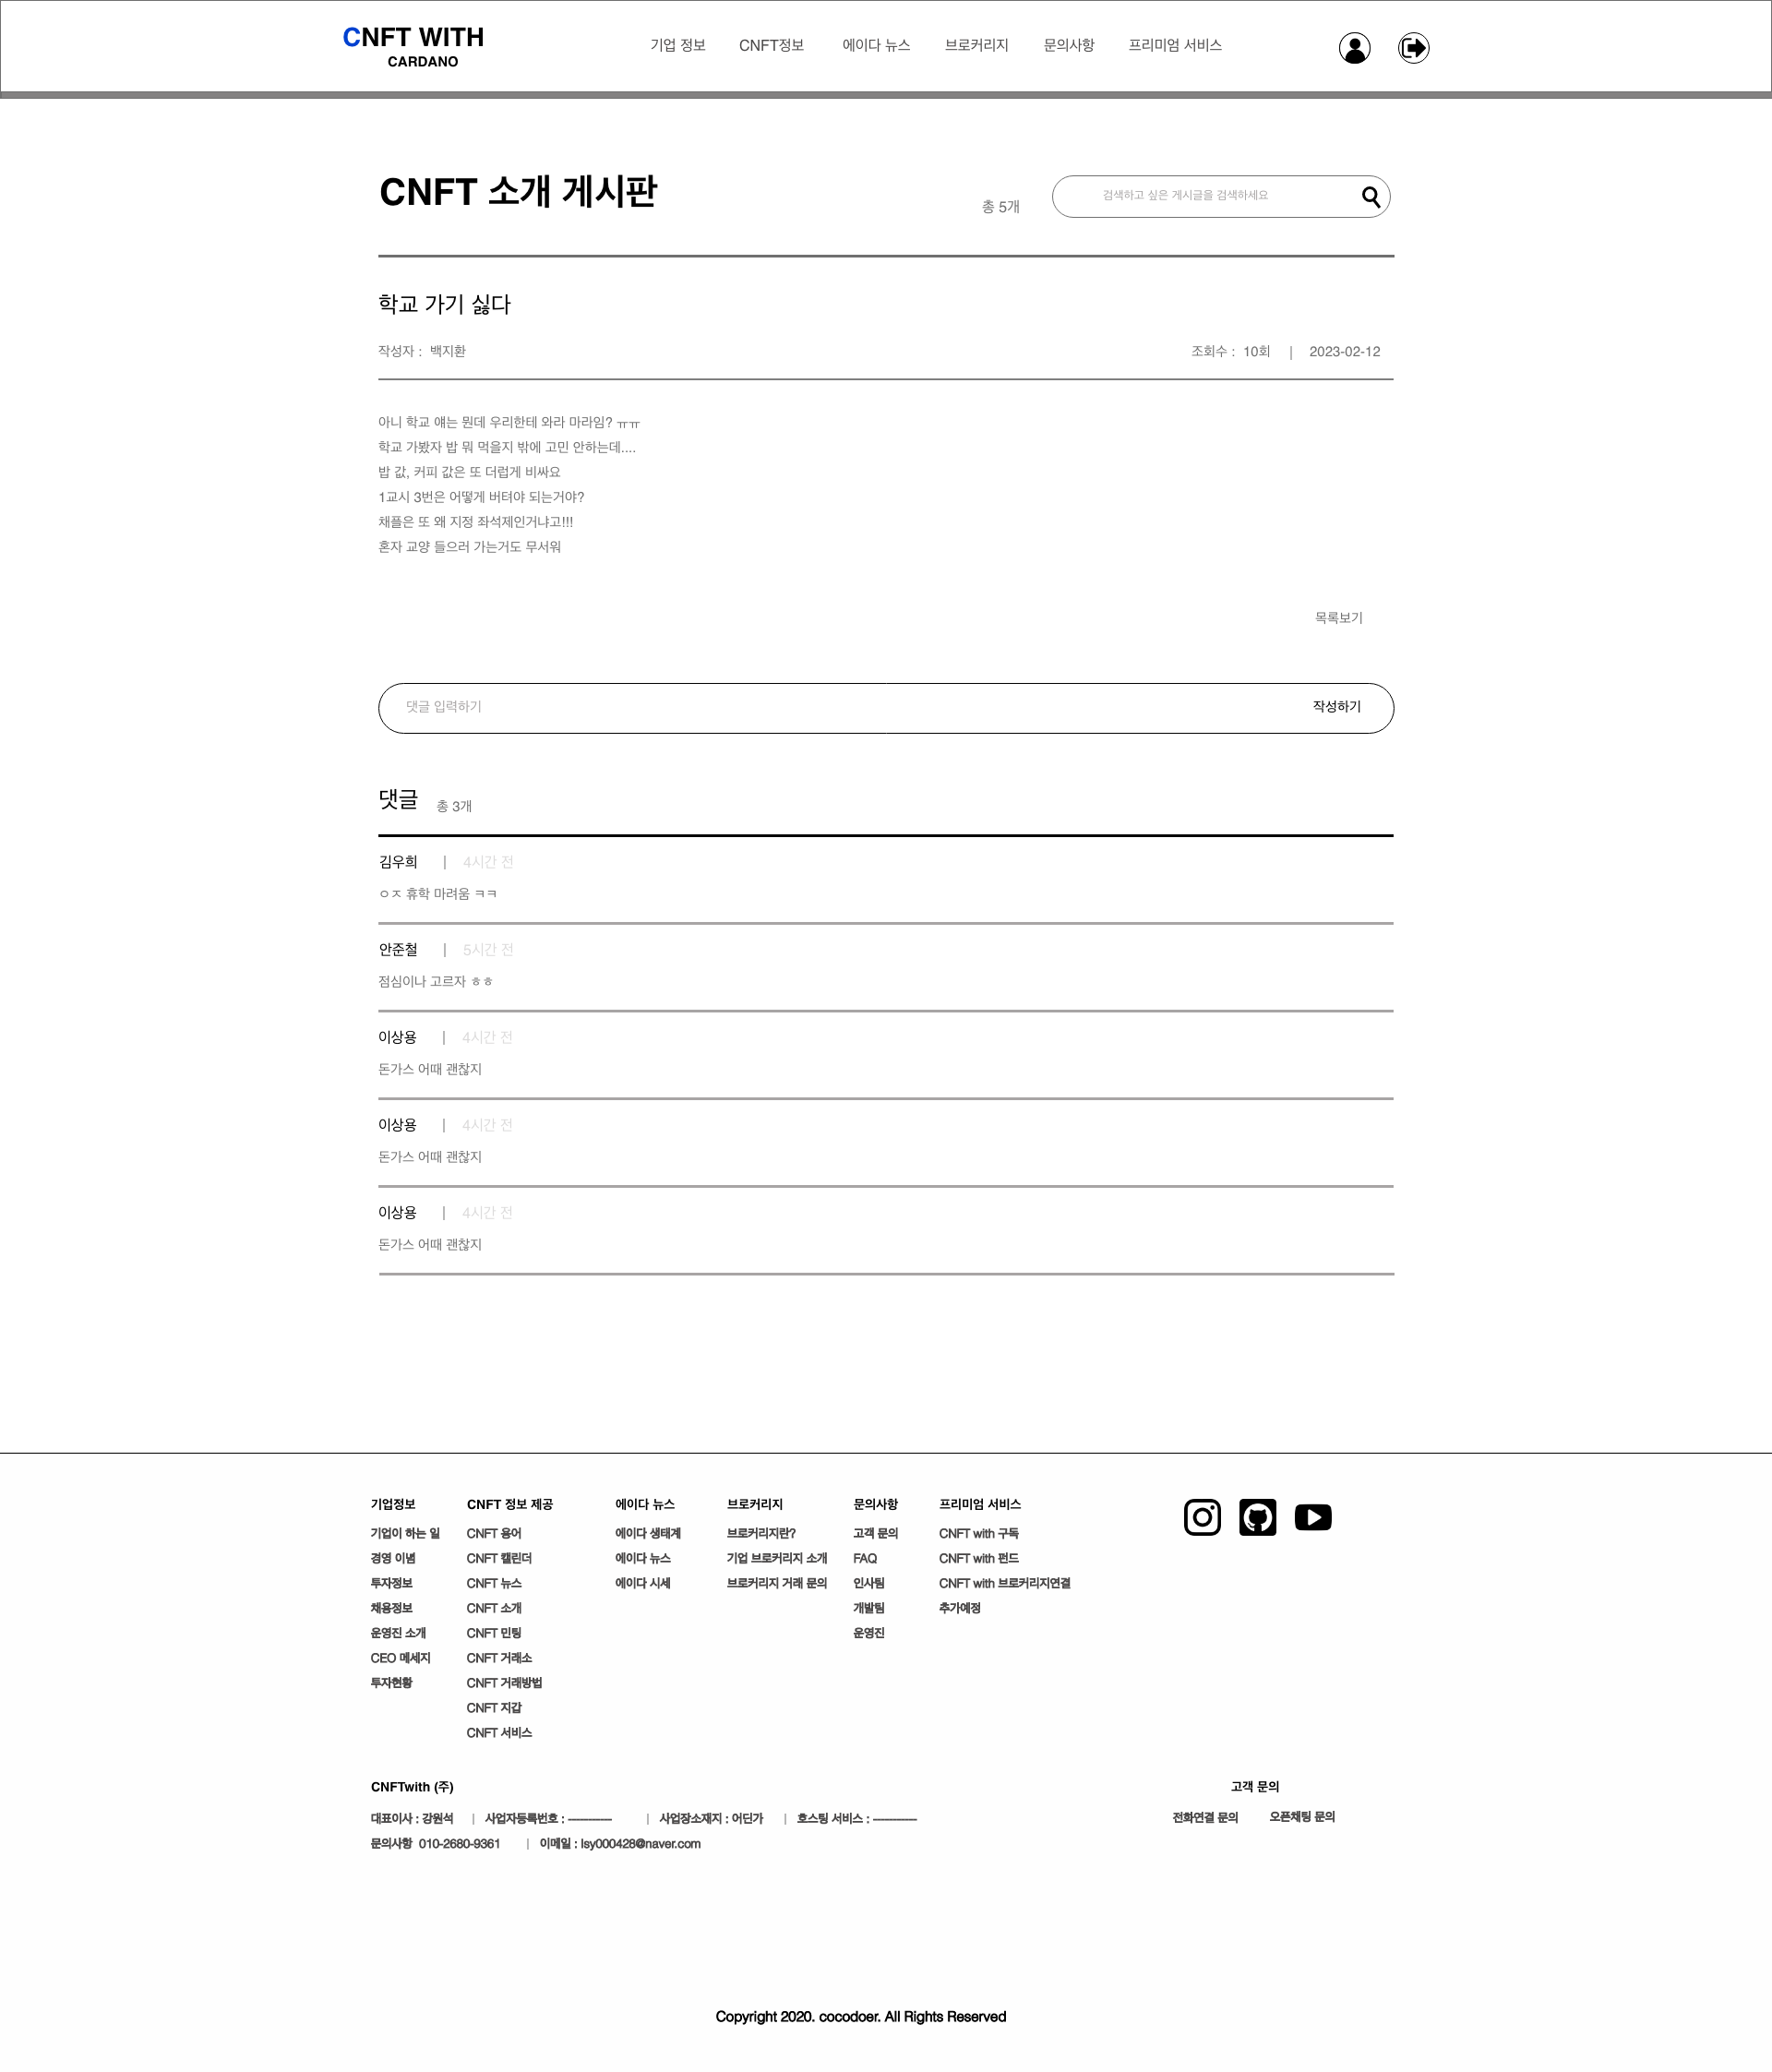 CNFT WITH
CARDANO
기업 정보 CNFT정보 에이다 뉴스 브로커리지 문의사항 프리미엄 서비스
CNFT 소개 게시판
총 5개
검색하고 싶은 게시글을 검색하세요
학교 가기 싫다
작성자 : 백지환
조회수 : 10회 | 2023-02-12
아니 학교 얘는 뭔데 우리한테 와라 마라임? ㅠㅠ
학교 가봤자 밥 뭐 먹을지 밖에 고민 안하는데....
밥 값, 커피 값은 또 더럽게 비싸요
1교시 3번은 어떻게 버텨야 되는거야?
채플은 또 왜 지정 좌석제인거냐고!!!
혼자 교양 들으러 가는거도 무서워
목록보기
댓글 입력하기
작성하기
댓글 총 3개
김우희 | 4시간 전
ㅇㅈ 휴학 마려움 ㅋㅋ
안준철 | 5시간 전
점심이나 고르자 ㅎㅎ
이상용 | 4시간 전
돈가스 어때 괜찮지
이상용 | 4시간 전
돈가스 어때 괜찮지
이상용 | 4시간 전
돈가스 어때 괜찮지
기업정보
기업이 하는 일
경영 이념
투자정보
채용정보
운영진 소개
CEO 메세지
투자현황
CNFT 정보 제공
CNFT 용어
CNFT 캘린더
CNFT 뉴스
CNFT 소개
CNFT 민팅
CNFT 거래소
CNFT 거래방법
CNFT 지갑
CNFT 서비스
에이다 뉴스
에이다 생태계
에이다 뉴스
에이다 시세
브로커리지
브로커리지란?
기업 브로커리지 소개
브로커리지 거래 문의
문의사항
고객 문의
FAQ
인사팀
개발팀
운영진
프리미엄 서비스
CNFT with 구독
CNFT with 펀드
CNFT with 브로커리지연결
추가예정
CNFTwith (주)
대표이사 : 강원석 | 사업자등록번호 : ------------ | 사업장소재지 : 어딘가 | 호스팅 서비스 : ------------
문의사항 010-2680-9361 | 이메일 : lsy000428@naver.com
고객 문의
전화연결 문의 오픈채팅 문의
Copyright 2020. cocodoer. All Rights Reserved